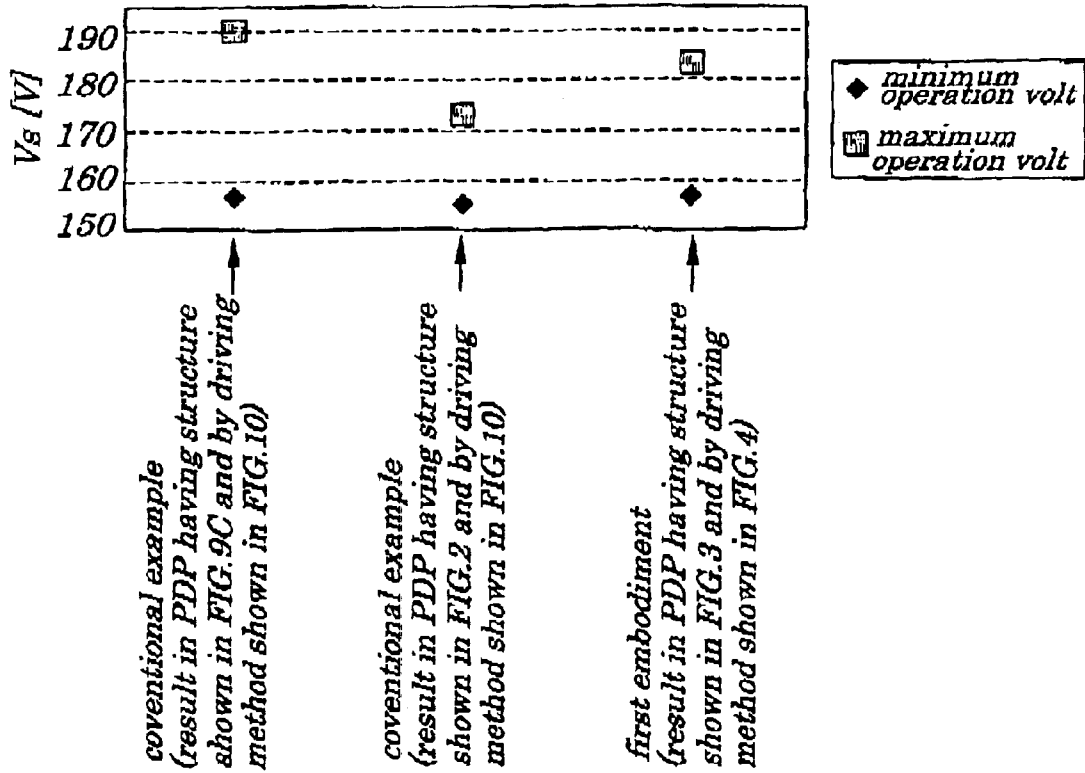 Vs [V]
190
180
170
160
150
minimum
operation volt
maximum
operation volt
coventional example
(result in PDP having structure
shown in FIG.9C and by driving
method shown in FIG.10)
coventional example
(result in PDP having structure
shown in FIG.2 and by driving
method shown in FIG.10)
first embodiment
(result in PDP having structure
shown in FIG.3 and by driving
method shown in FIG.4)